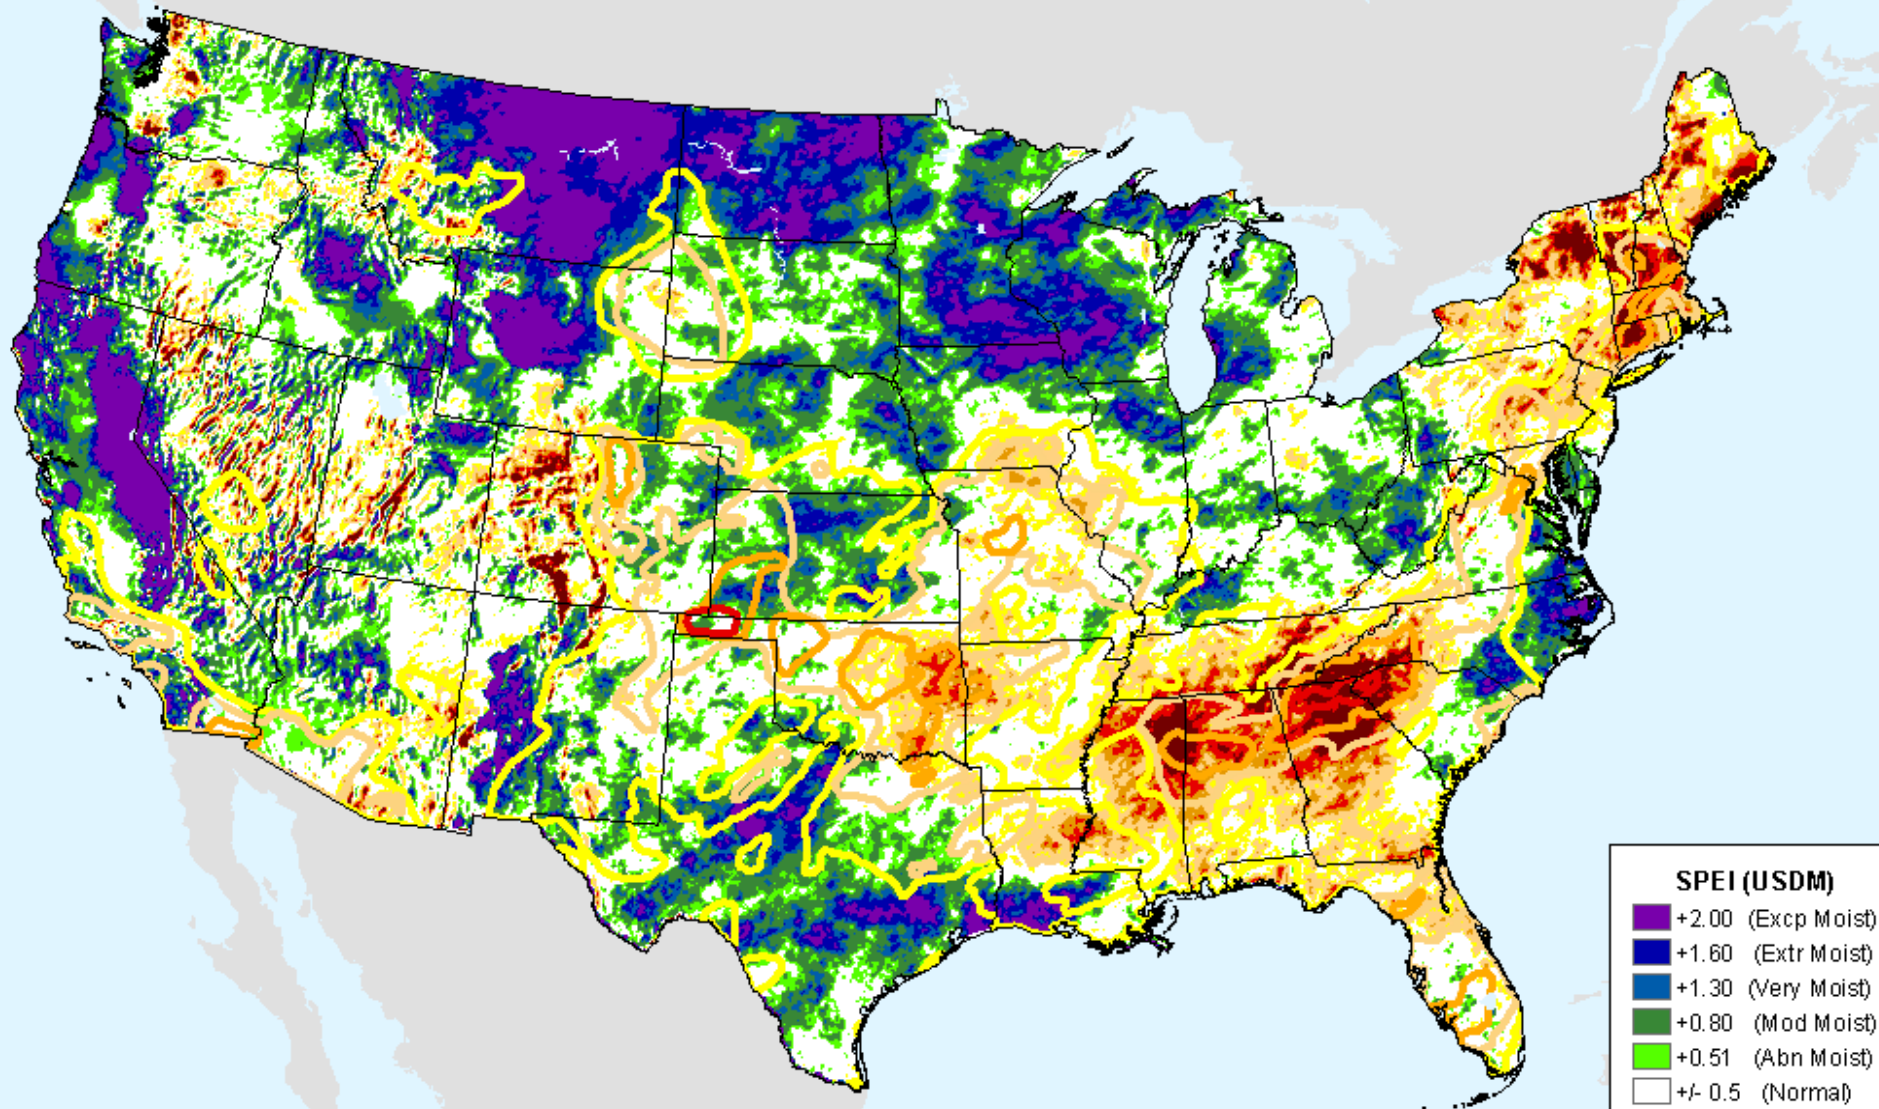 SPEI (USDM)
+2.00 (Excp Moist)
+1.60 (Extr Moist)
+1.30 (Very Moist)
+0.80 (Mod Moist)
+0.51 (Abn Moist)
+/- 0.5 (Normal)